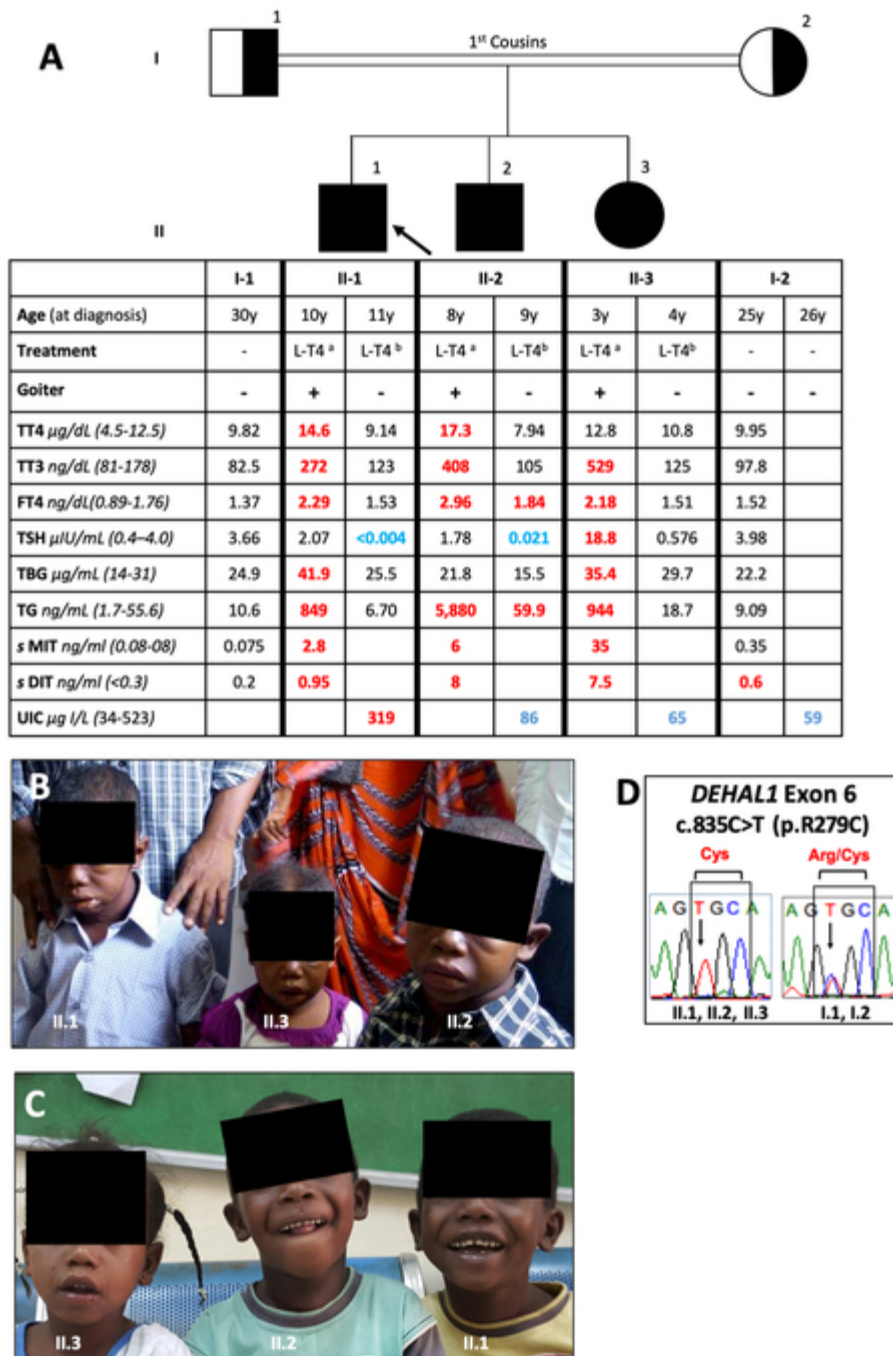 A
I
1
1st Cousins
2
1
2
3
II
I-1 II-1 II-2 II-3 I-2
Age (at diagnosis) 30y 10y 11y 8y 9y 3y 4y 25y 26y
Treatment - L-T4 a L-T4 b L-T4 a L-T4 b L-T4 a L-T4 b - -
Goiter - + - + - + - - -
TT4 µg/dL (4.5-12.5) 9.82 14.6 9.14 17.3 7.94 12.8 10.8 9.95
TT3 ng/dL (81-178) 82.5 272 123 408 105 529 125 97.8
FT4 ng/dL(0.89-1.76) 1.37 2.29 1.53 2.96 1.84 2.18 1.51 1.52
TSH µIU/mL (0.4–4.0) 3.66 2.07 <0.004 1.78 0.021 18.8 0.576 3.98
TBG µg/mL (14-31) 24.9 41.9 25.5 21.8 15.5 35.4 29.7 22.2
TG ng/mL (1.7-55.6) 10.6 849 6.70 5,880 59.9 944 18.7 9.09
s MIT ng/ml (0.08-08) 0.075 2.8 6 35 0.35
s DIT ng/ml (<0.3) 0.2 0.95 8 7.5 0.6
UIC µg I/L (34-523) 319 86 65 59
B
II.1
II.3
II.2
D
DEHAL1 Exon 6
c.835C>T (p.R279C)
Cys Arg/Cys
A G T G C A A G T G C A
II.1, II.2, II.3 I.1, I.2
C
II.3
II.2
II.1